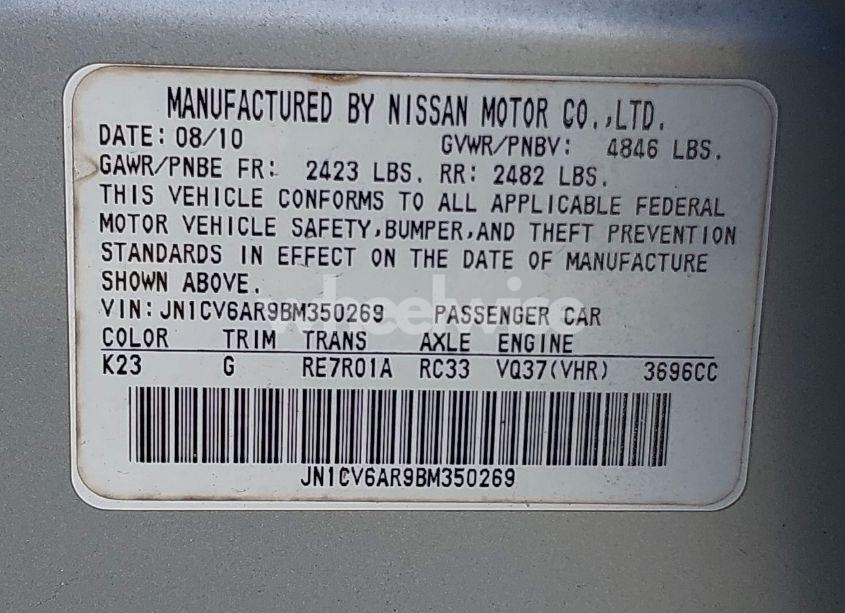 MANUFACTURED BY NISSAN MOTOR CO.,LTD.
DATE: 08/10 GVWR/PNBV: 4846 LBS.
GAWR/PNBE FR: 2423 LBS. RR: 2482 LBS.
THIS VEHICLE CONFORMS TO ALL APPLICABLE FEDERAL
MOTOR VEHICLE SAFETY,BUMPER,AND THEFT PREVENTION
STANDARDS IN EFFECT ON THE DATE OF MANUFACTURE
SHOWN ABOVE.
wheelwise
VIN: JN1CV6AR9BM350269 PASSENGER CAR
COLOR TRIM TRANS AXLE ENGINE
K23 G RE7R01A RC33 VQ37(VHR) 3696CC
JN1CV6AR9BM350269